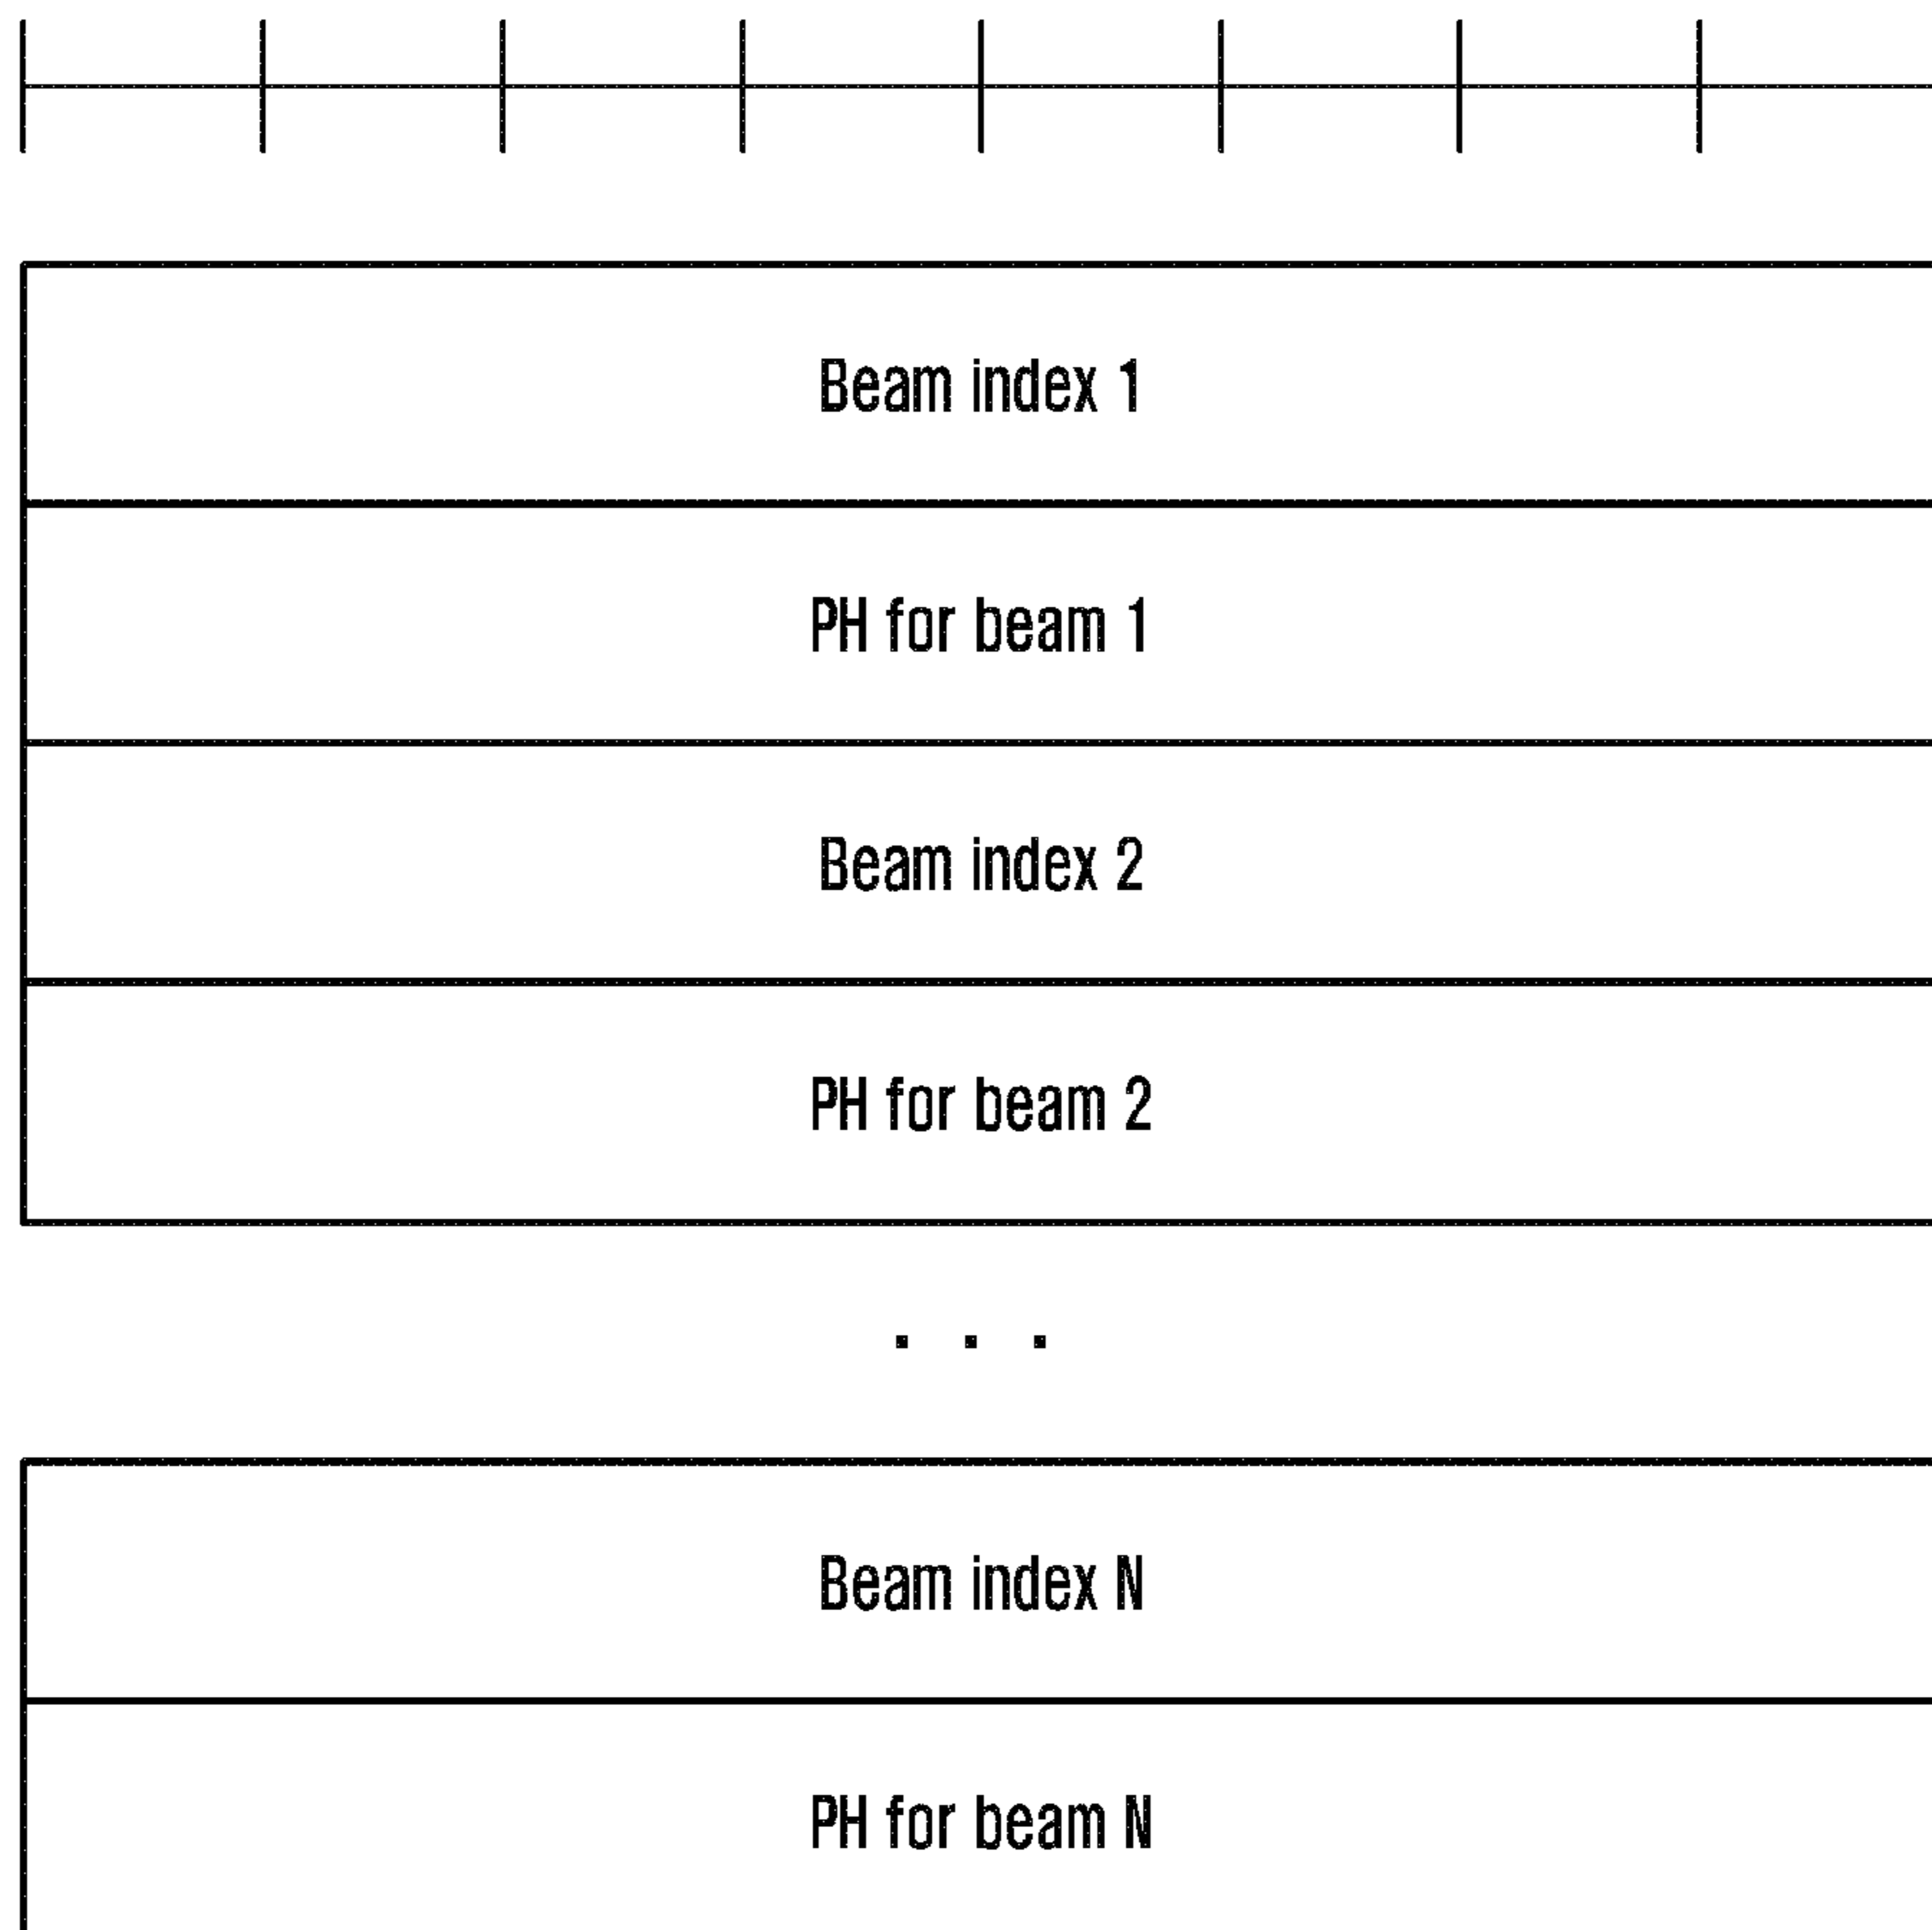 Beam index 1
PH for beam 1
Beam index 2
PH for beam 2
. . .
Beam index N
PH for beam N